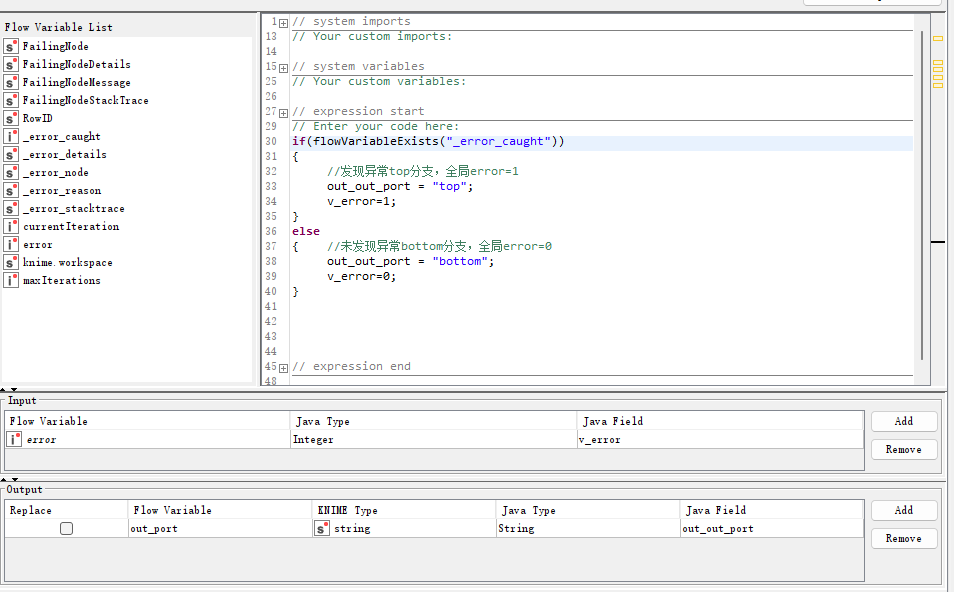 Flow Variable List
s FailingNode
s FailingNodeDetails
s FailingNodeMessage
s FailingNodeStackTrace
s RowID
i _error_caught
s _error_details
s _error_node
s _error_reason
s _error_stacktrace
i currentIteration
i error
s knime.workspace
i maxIterations
1 // system imports
13 // Your custom imports:
14
15 // system variables
25 // Your custom variables:
26
27 // expression start
29 // Enter your code here:
30 if(flowVariableExists("_error_caught"))
31 {
32 //发现异常top分支，全局error=1
33 out_out_port = "top";
34 v_error=1;
35 }
36 else
37 { //未发现异常bottom分支，全局error=0
38 out_out_port = "bottom";
39 v_error=0;
40 }
41
42
43
44
45 // expression end
48
Input
Flow Variable Java Type Java Field
i error Integer v_error
Add
Remove
Output
Replace Flow Variable KNIME Type Java Type Java Field
out_port s string String out_out_port
Add
Remove